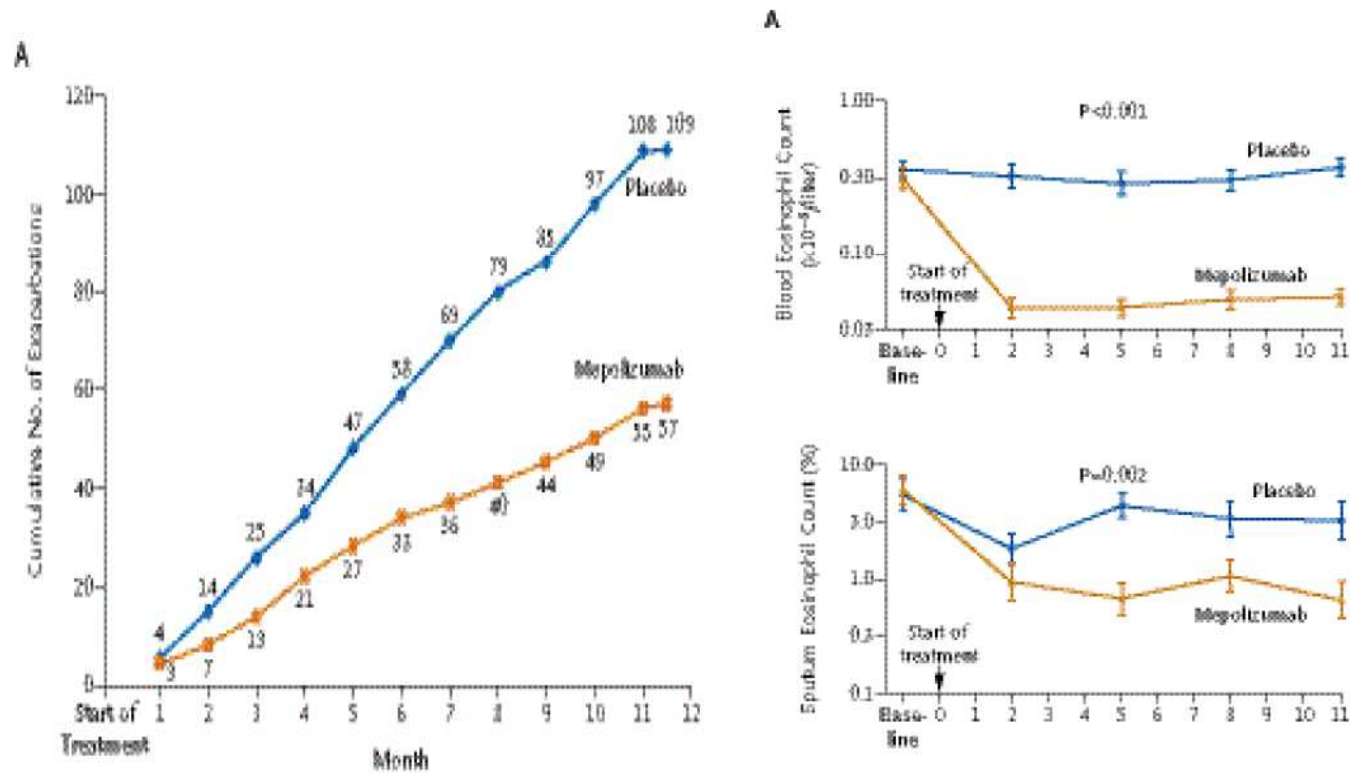 A
120
100
80
60
40
20
0
Cumulative No. of Exacerbations
108 109
97
Placebo
85
79
69
58
47
34
25
14
4
Mepolizumab
55 57
49
44
40
36
33
27
21
13
7
3
Start of
Treatment
1 2 3 4 5 6 7 8 9 10 11 12
Month
A
Blood Eosinophil Count
1.00
0.30
0.10
P<0.001
Placebo
Mepolizumab
Start of
treatment
Base-
line
0 1 2 3 4 5 6 7 8 9 10 11
Sputum Eosinophil Count (%)
10.0
3.0
1.0
0.1
P=0.002
Placebo
Mepolizumab
Start of
treatment
Base-
line
0 1 2 3 4 5 6 7 8 9 10 11